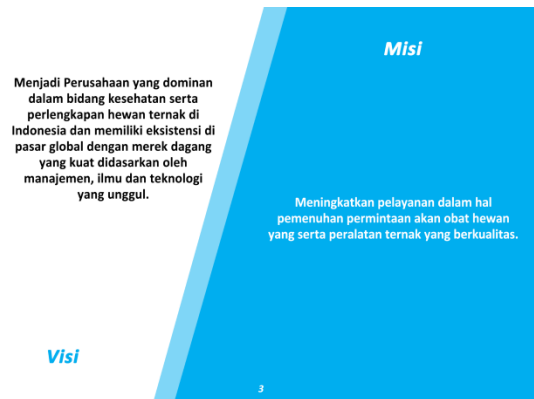 Menjadi Perusahaan yang dominan
dalam bidang kesehatan serta
perlengkapan hewan ternak di
Indonesia dan memiliki eksistensi di
pasar global dengan merek dagang
yang kuat didasarkan oleh
manajemen, ilmu dan teknologi
yang unggul.
Visi
Misi
Meningkatkan pelayanan dalam hal
pemenuhan permintaan akan obat hewan
yang serta peralatan ternak yang berkualitas.
3